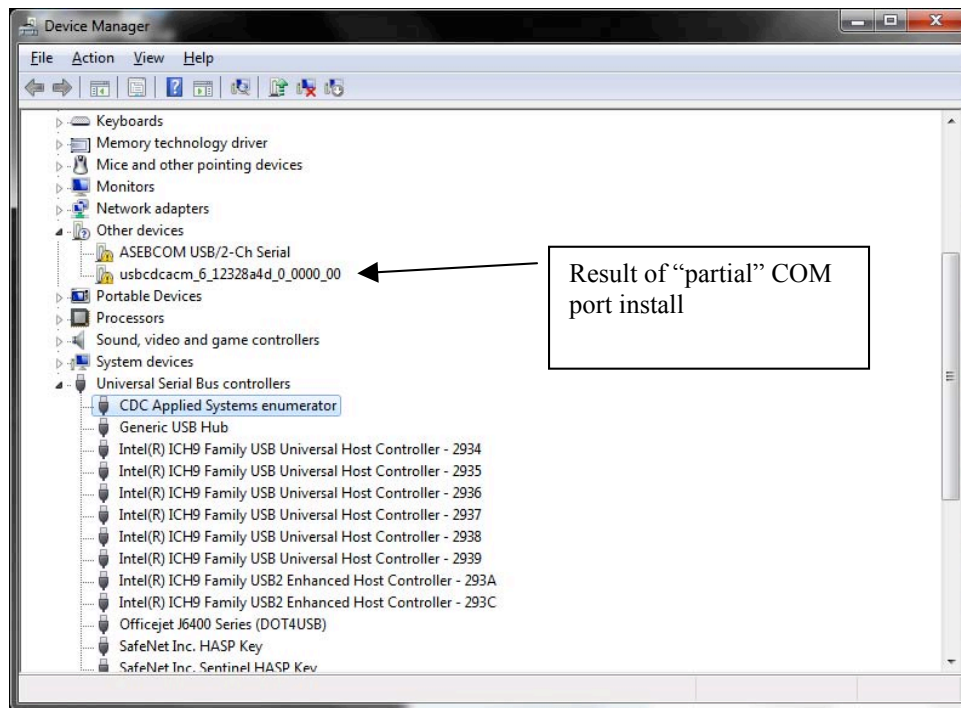 Device Manager
File Action View Help
Keyboards
Memory technology driver
Mice and other pointing devices
Monitors
Network adapters
Other devices
ASEBCOM USB/2-Ch Serial
usbcdcacm_6_12328a4d_0_0000_00
Portable Devices
Processors
Sound, video and game controllers
System devices
Universal Serial Bus controllers
CDC Applied Systems enumerator
Generic USB Hub
Intel(R) ICH9 Family USB Universal Host Controller - 2934
Intel(R) ICH9 Family USB Universal Host Controller - 2935
Intel(R) ICH9 Family USB Universal Host Controller - 2936
Intel(R) ICH9 Family USB Universal Host Controller - 2937
Intel(R) ICH9 Family USB Universal Host Controller - 2938
Intel(R) ICH9 Family USB Universal Host Controller - 2939
Intel(R) ICH9 Family USB2 Enhanced Host Controller - 293A
Intel(R) ICH9 Family USB2 Enhanced Host Controller - 293C
Officejet J6400 Series (DOT4USB)
SafeNet Inc. HASP Key
SafeNet Inc. Sentinel HASP Key
Result of “partial” COM
port install